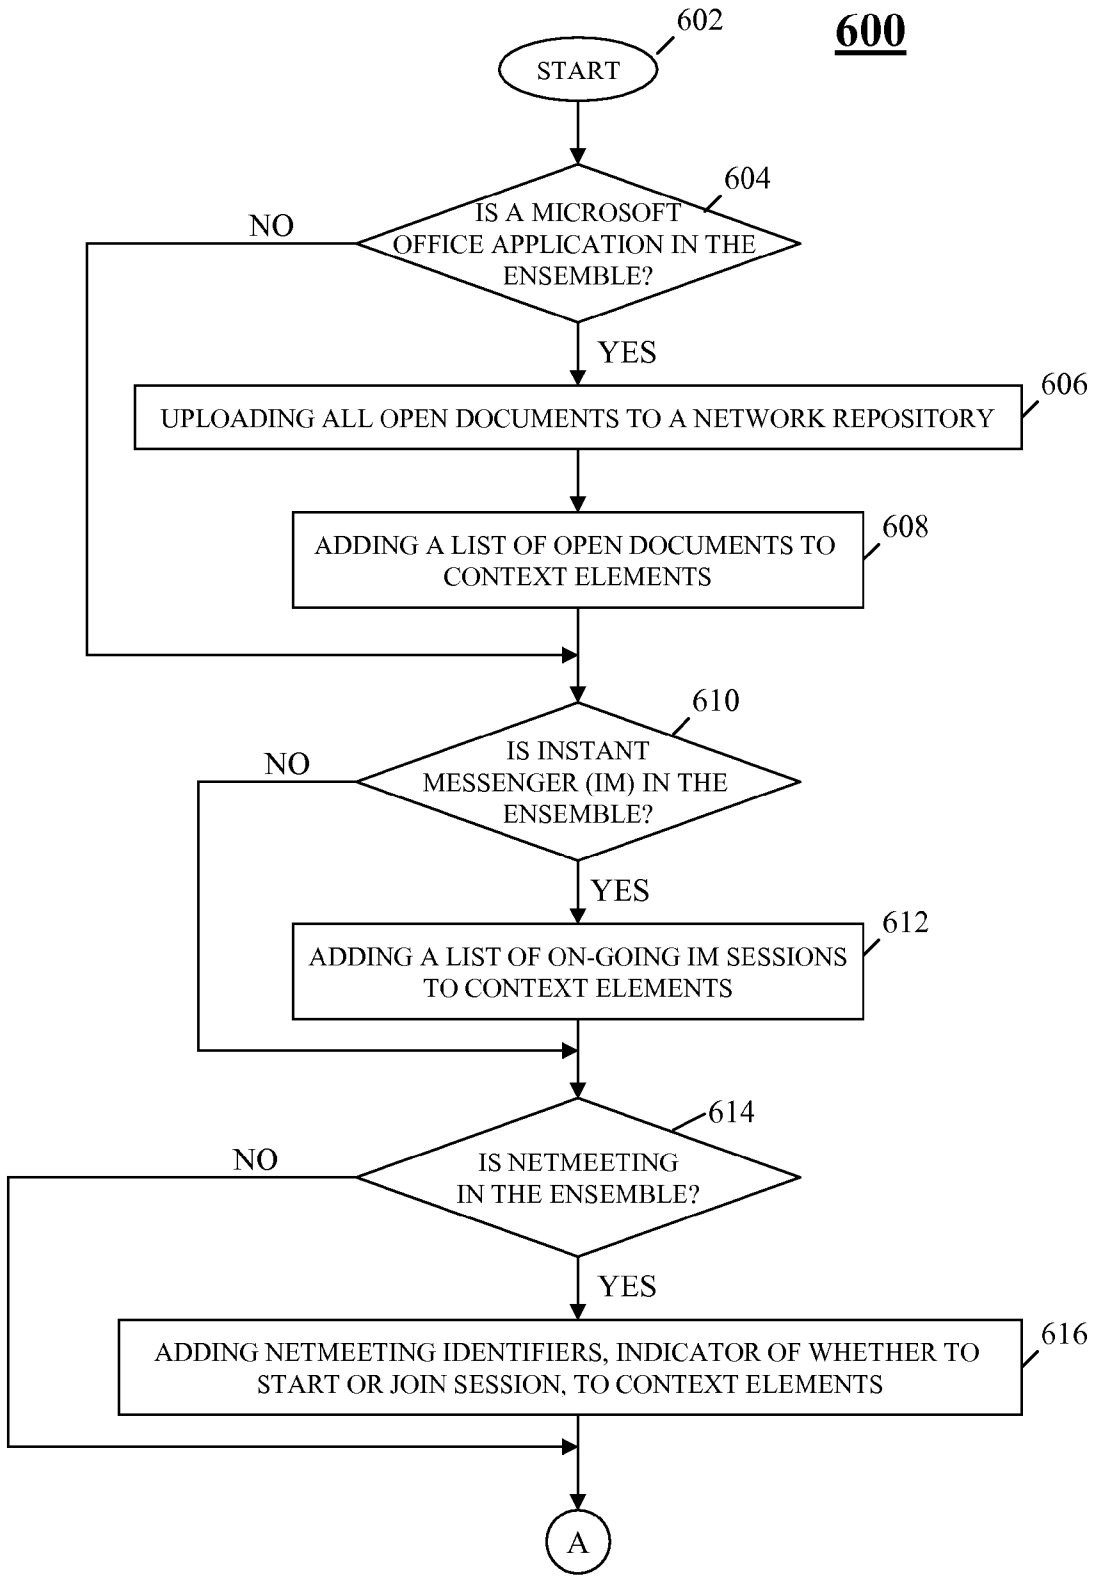 602
600
START
604
IS A MICROSOFT
OFFICE APPLICATION IN THE
ENSEMBLE?
NO
YES
606
UPLOADING ALL OPEN DOCUMENTS TO A NETWORK REPOSITORY
608
ADDING A LIST OF OPEN DOCUMENTS TO
CONTEXT ELEMENTS
610
IS INSTANT
MESSENGER (IM) IN THE
ENSEMBLE?
NO
YES
612
ADDING A LIST OF ON-GOING IM SESSIONS
TO CONTEXT ELEMENTS
614
IS NETMEETING
IN THE ENSEMBLE?
NO
YES
616
ADDING NETMEETING IDENTIFIERS, INDICATOR OF WHETHER TO
START OR JOIN SESSION, TO CONTEXT ELEMENTS
A